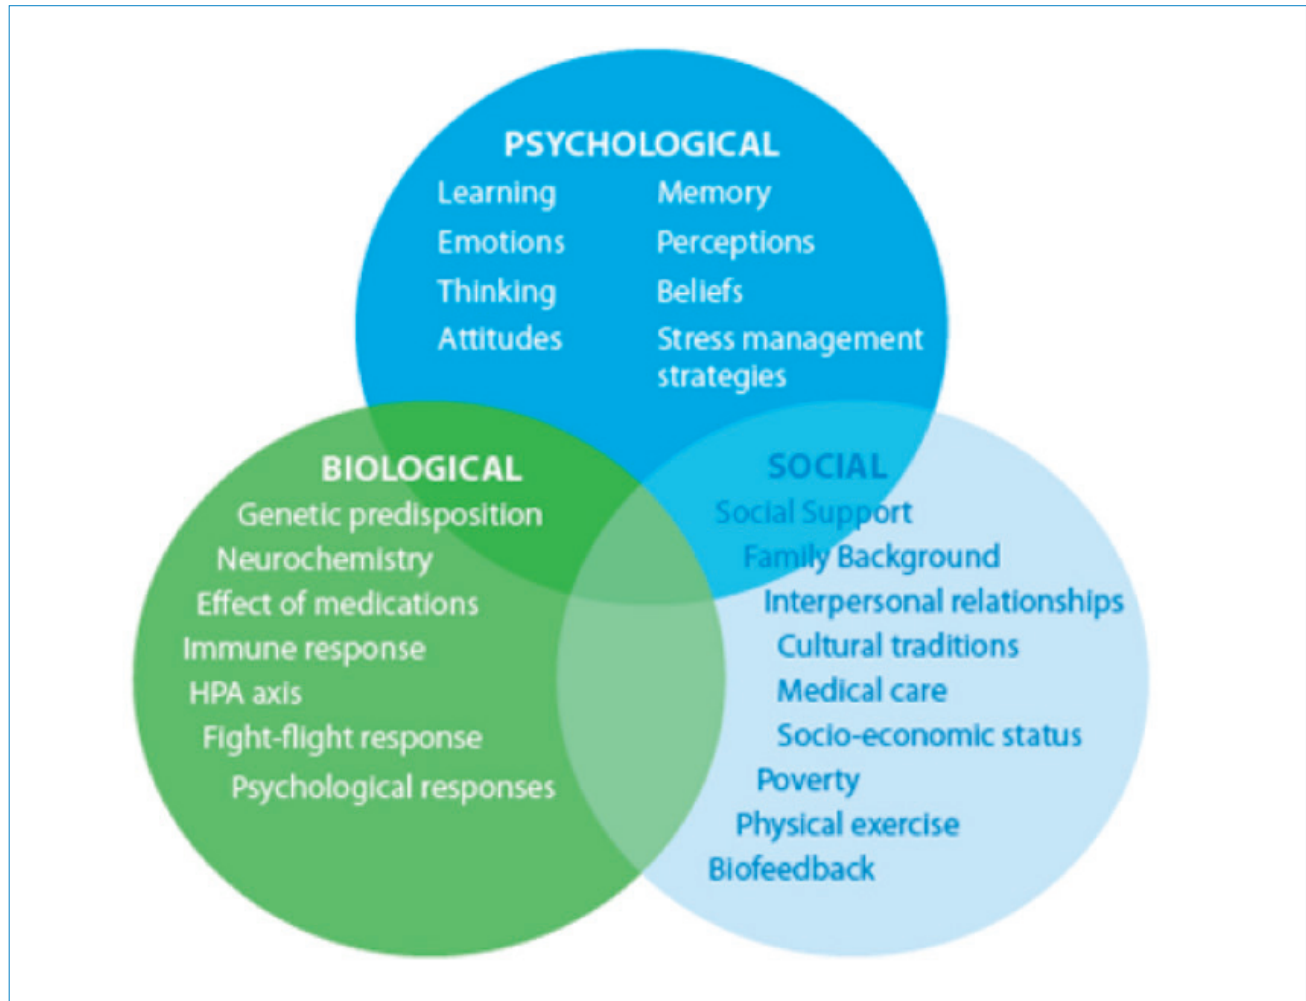 PSYCHOLOGICAL
Learning
Emotions
Thinking
Attitudes
Memory
Perceptions
Beliefs
Stress management
strategies
BIOLOGICAL
Genetic predisposition
Neurochemistry
Effect of medications
Immune response
HPA axis
Fight-flight response
Psychological responses
SOCIAL
Social Support
Family Background
Interpersonal relationships
Cultural traditions
Medical care
Socio-economic status
Poverty
Physical exercise
Biofeedback